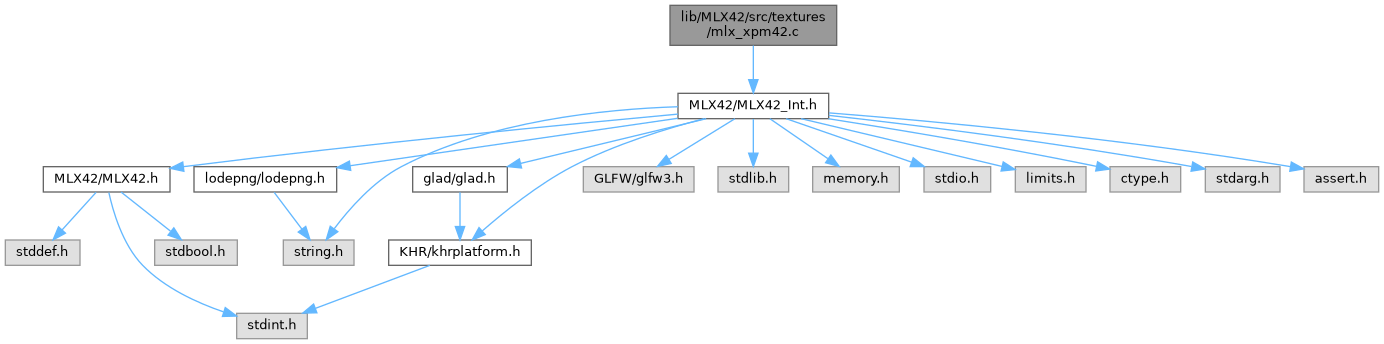 lib/MLX42/src/textures
/mlx_xpm42.c
MLX42/MLX42_Int.h
MLX42/MLX42.h
lodepng/lodepng.h
glad/glad.h
GLFW/glfw3.h
stdlib.h
memory.h
stdio.h
limits.h
ctype.h
stdarg.h
assert.h
stddef.h
stdbool.h
string.h
KHR/khrplatform.h
stdint.h